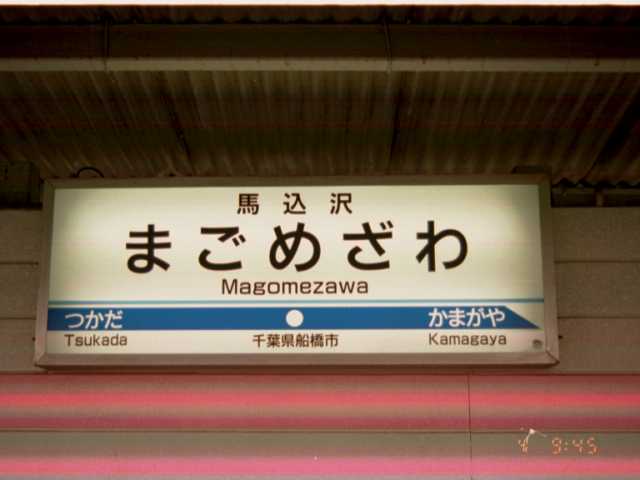 馬込沢
まごめざわ
Magomezawa
つかだ かまがや
Tsukada 千葉県船橋市 Kamagaya
9:45